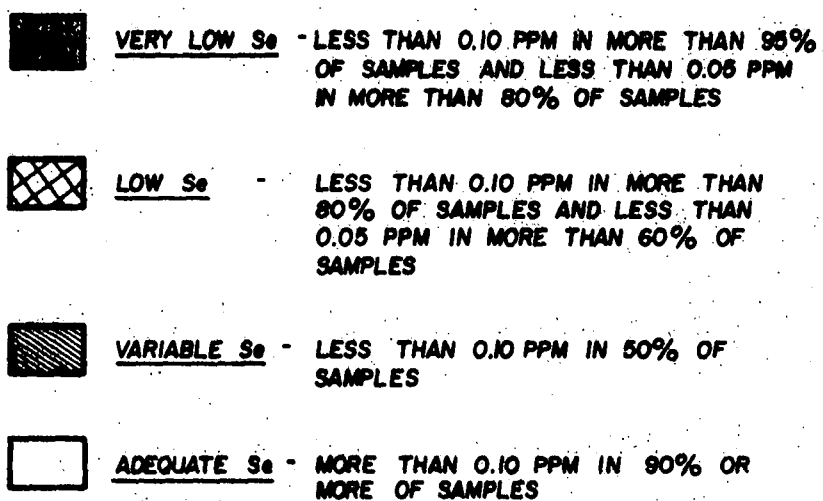 VERY LOW Se - LESS THAN 0.10 PPM IN MORE THAN 95%
OF SAMPLES AND LESS THAN 0.05 PPM
IN MORE THAN 80% OF SAMPLES
LOW Se - LESS THAN 0.10 PPM IN MORE THAN
80% OF SAMPLES AND LESS THAN
0.05 PPM IN MORE THAN 60% OF
SAMPLES
VARIABLE Se - LESS THAN 0.10 PPM IN 50% OF
SAMPLES
ADEQUATE Se - MORE THAN 0.10 PPM IN 90% OR
MORE OF SAMPLES